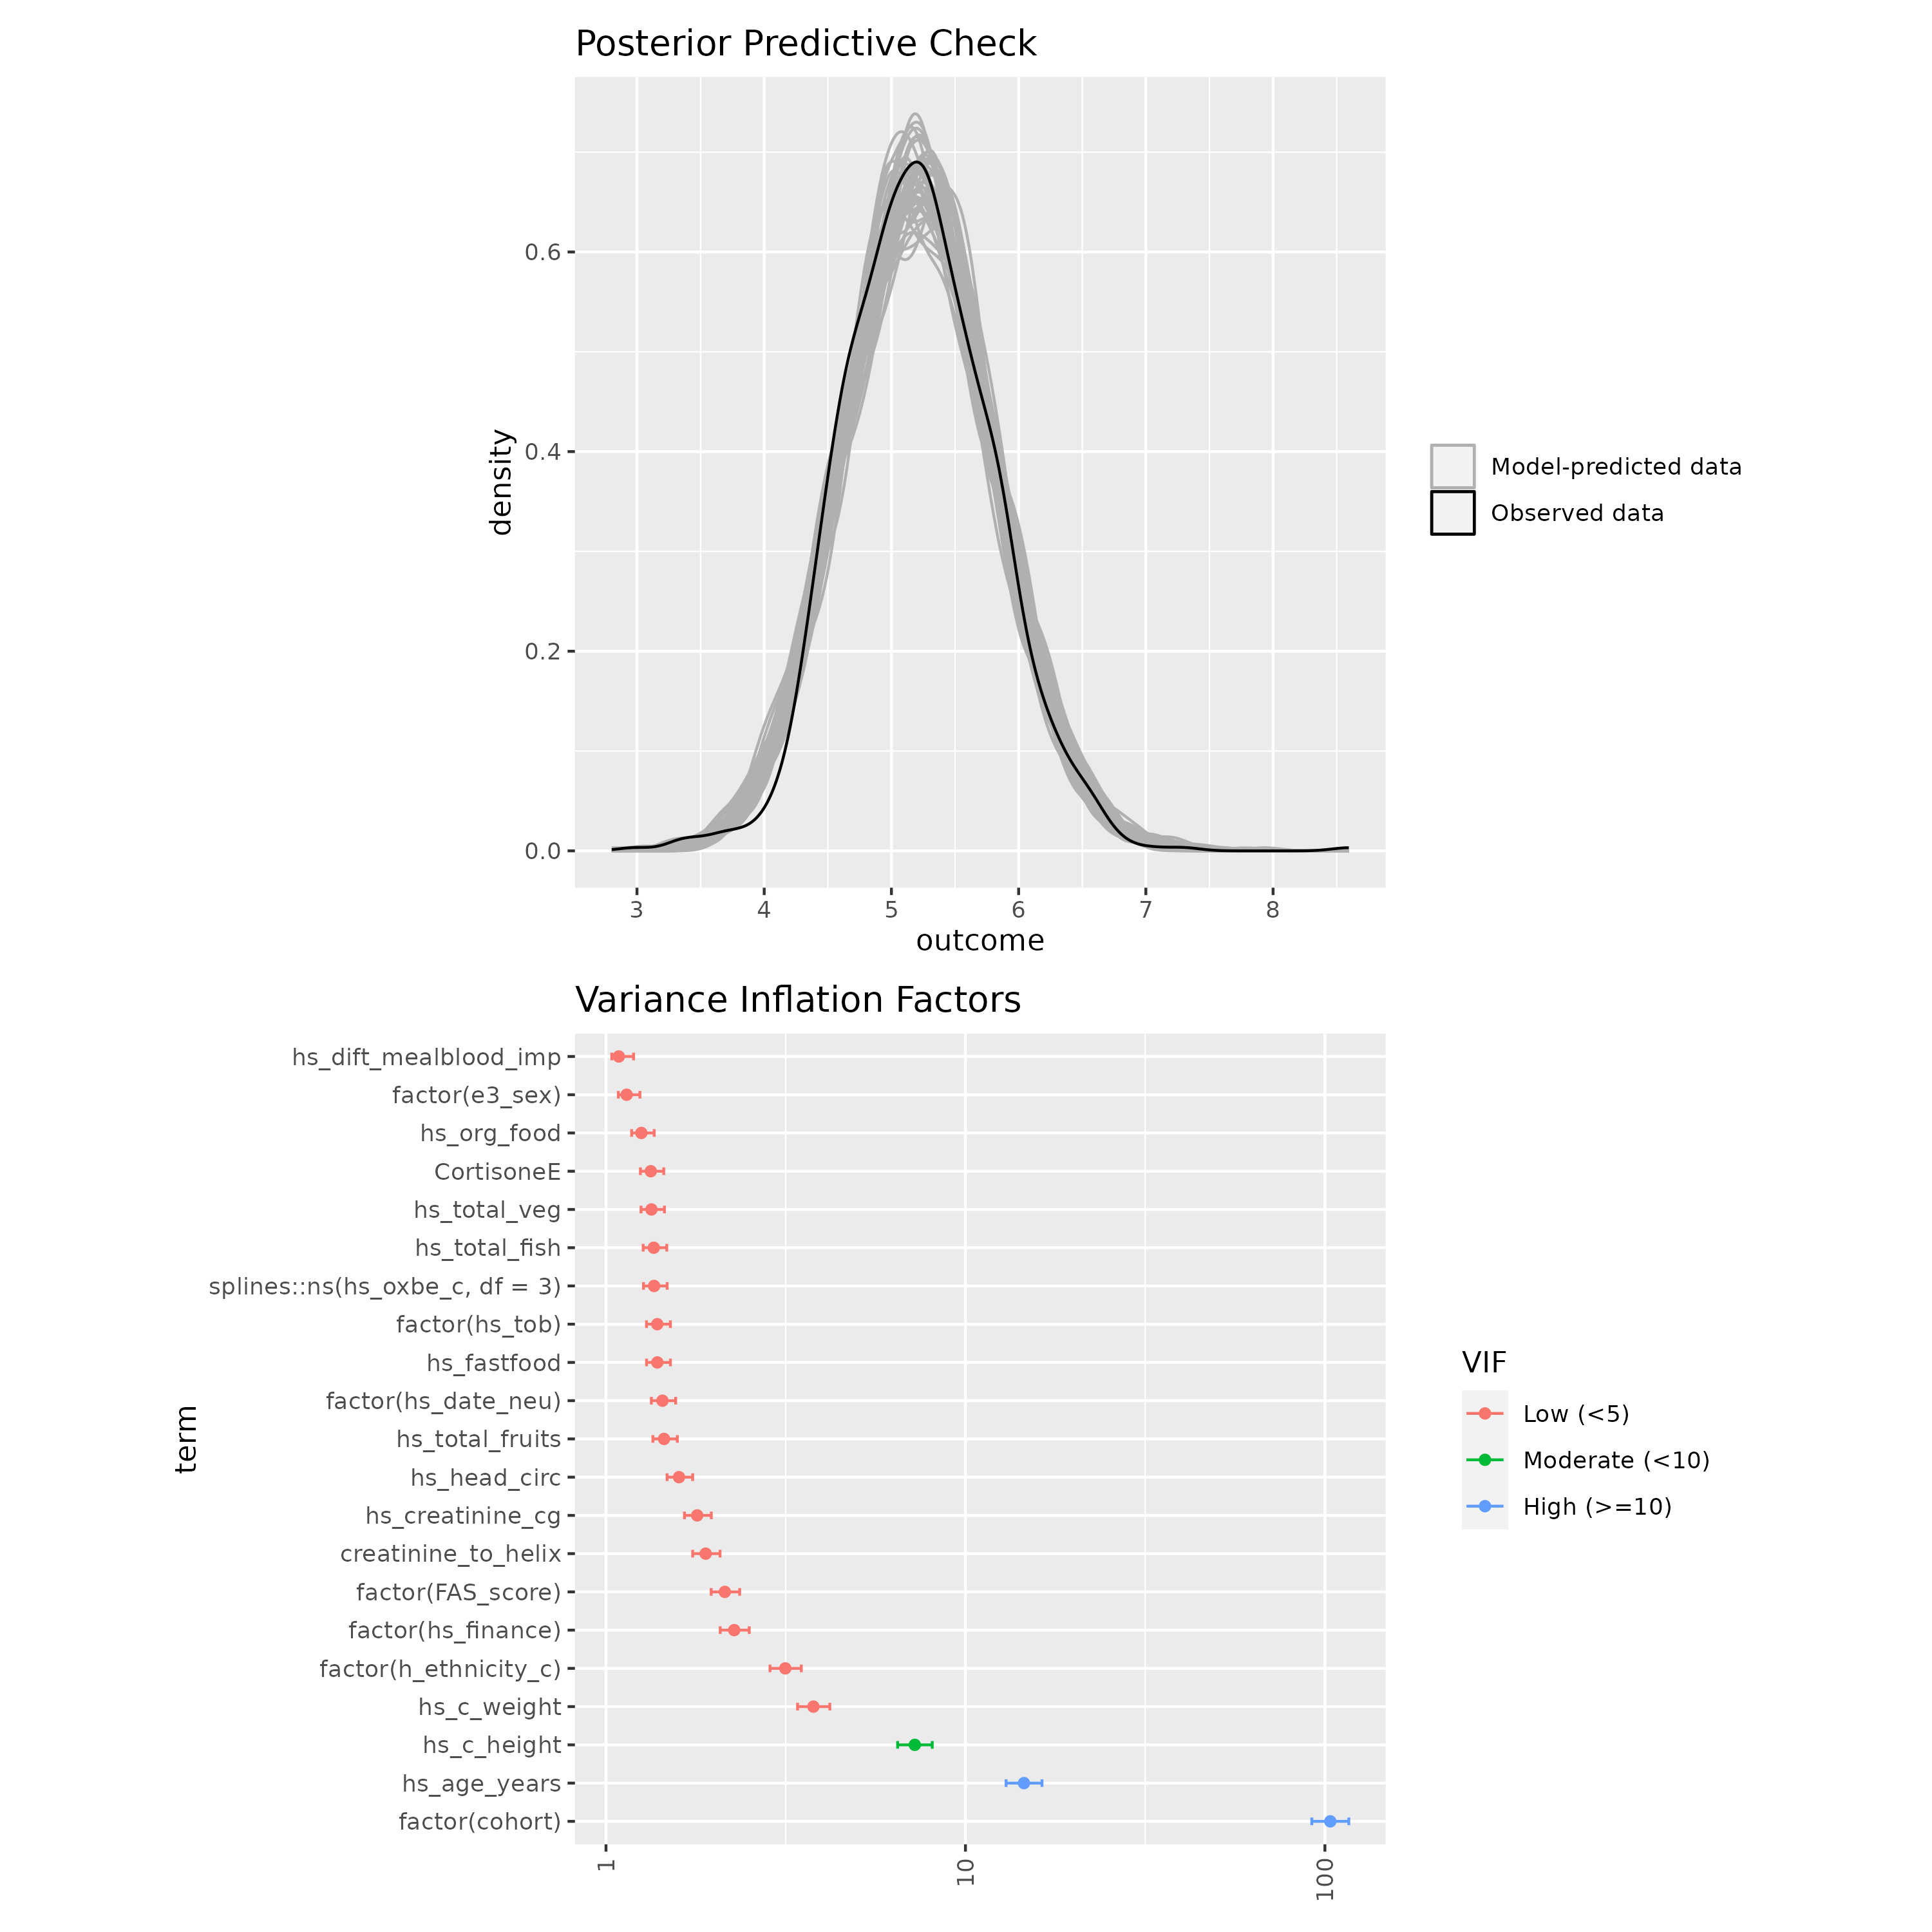 Posterior Predictive Check
density
0.6
0.4
0.2
0.0
3 4 5 6 7 8
outcome
Model-predicted data
Observed data
Variance Inflation Factors
term
hs_dift_mealblood_imp
factor(e3_sex)
hs_org_food
CortisoneE
hs_total_veg
hs_total_fish
splines::ns(hs_oxbe_c, df = 3)
factor(hs_tob)
hs_fastfood
factor(hs_date_neu)
hs_total_fruits
hs_head_circ
hs_creatinine_cg
creatinine_to_helix
factor(FAS_score)
factor(hs_finance)
factor(h_ethnicity_c)
hs_c_weight
hs_c_height
hs_age_years
factor(cohort)
1 10 100
VIF
Low (<5)
Moderate (<10)
High (>=10)